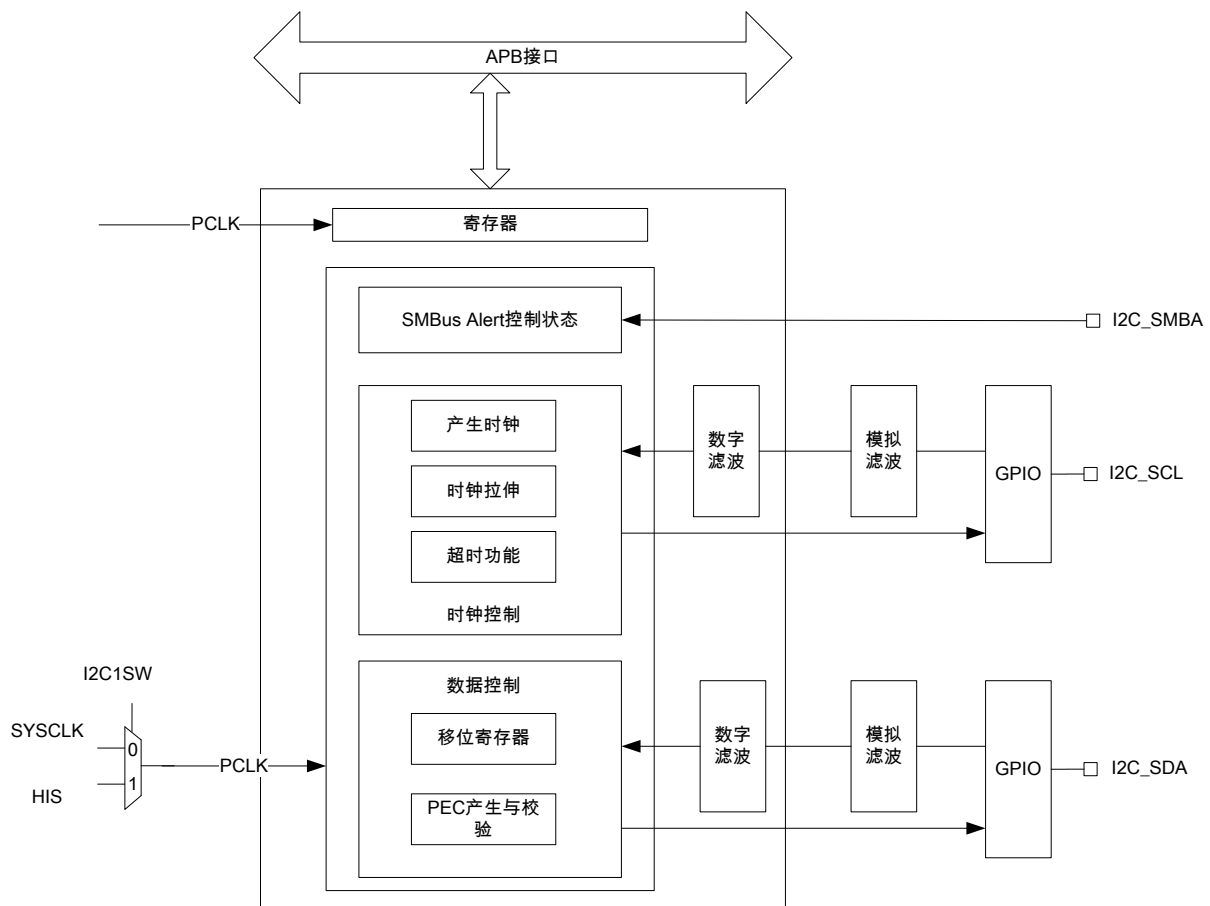 APB接口
PCLK
寄存器
SMBus Alert控制状态
I2C_SMBA
产生时钟
时钟拉伸
超时功能
时钟控制
数字
滤波
模拟
滤波
GPIO
I2C_SCL
I2C1SW
SYSCLK
0
1
HIS
PCLK
数据控制
移位寄存器
PEC产生与校
验
数字
滤波
模拟
滤波
GPIO
I2C_SDA